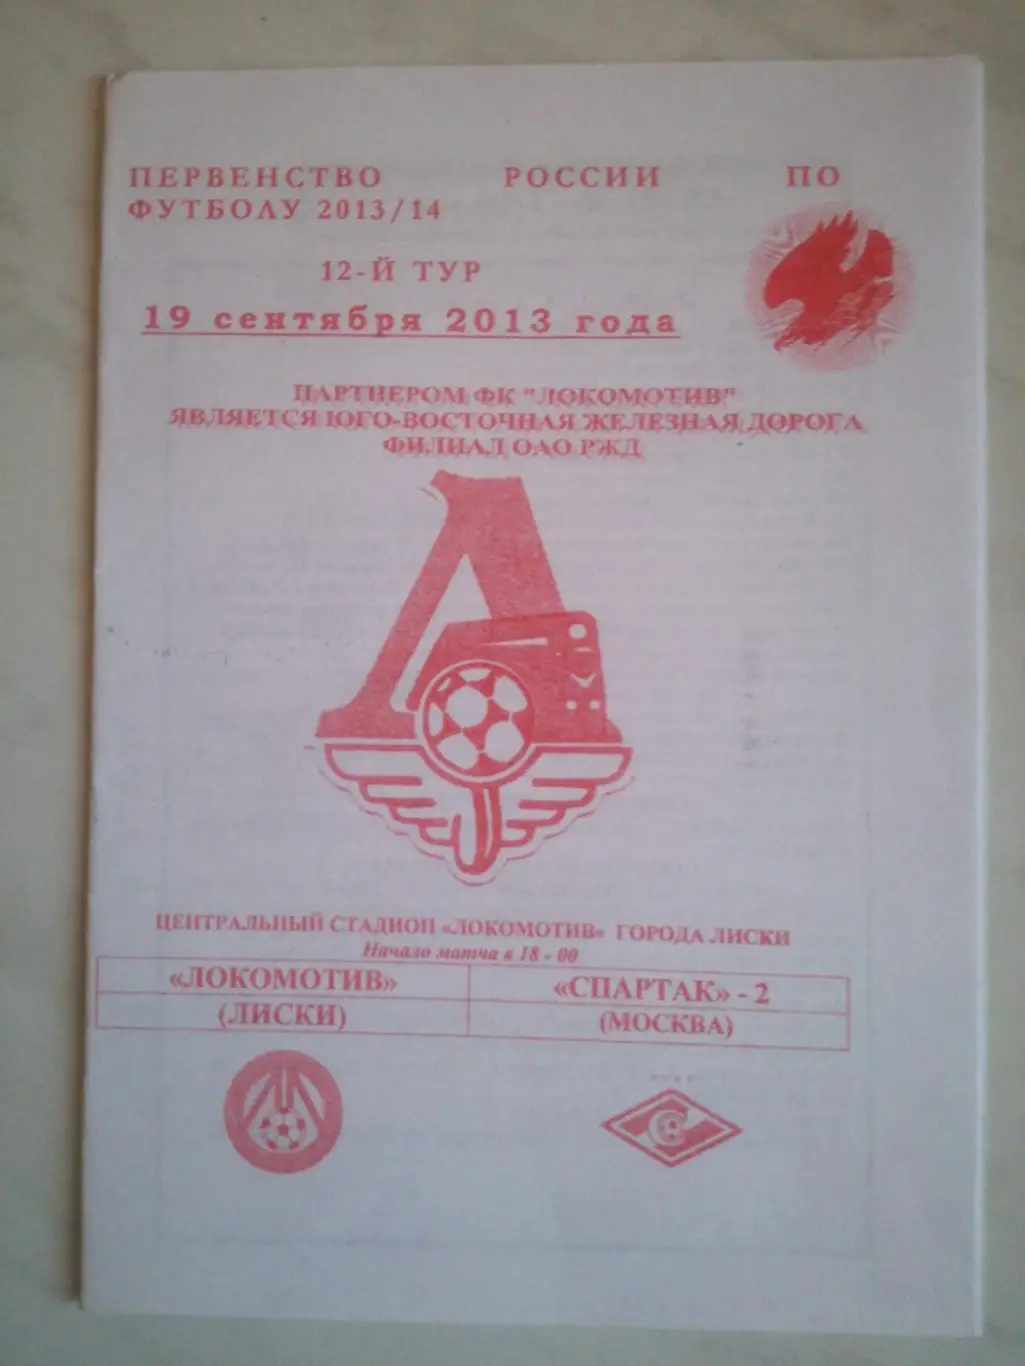 ПЕРВЕНСТВО РОССИИ ПО
ФУТБОЛУ 2013/14
12-Й ТУР
19 сентября 2013 года
ПАРТНЕРОМ ФК "ЛОКОМОТИВ"
ЯВЛЯЕТСЯ ЮГО-ВОСТОЧНАЯ ЖЕЛЕЗНАЯ ДОРОГА
ФИЛИАЛ ОАО РЖД
ЦЕНТРАЛЬНЫЙ СТАДИОП «ЛОКОМОТИВ» ГОРОДА ЛИСКИ
Начало матча в 18 - 00
«ЛОКОМОТИВ» «СПАРТАК» - 2
(ЛИСКИ) (МОСКВА)